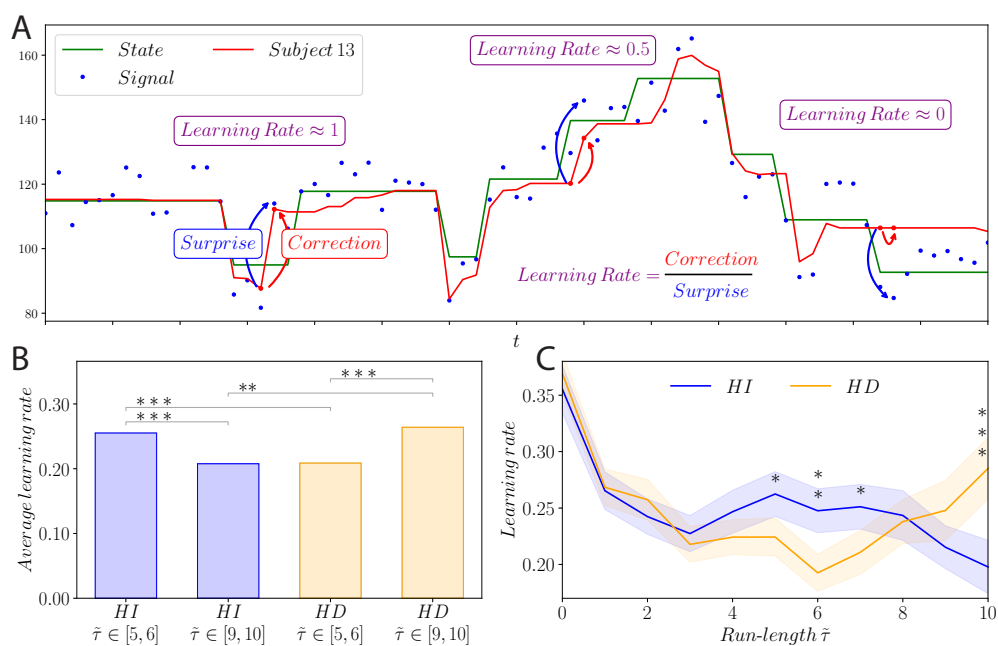 A
State
Subject 13
Signal
Learning Rate ≈ 1
Learning Rate ≈ 0.5
Learning Rate ≈ 0
Surprise
Correction
Learning Rate = Correction
Surprise
160
140
120
100
80
t
B
Average learning rate
0.30
0.20
0.10
0.00
***
***
**
***
HI HI HD HD
τ̃ ∈ [5, 6] τ̃ ∈ [9, 10] τ̃ ∈ [5, 6] τ̃ ∈ [9, 10]
C
HI HD
Learning rate
0.35
0.30
0.25
0.20
*
**
*
***
0 2 4 6 8 10
Run-length τ̃